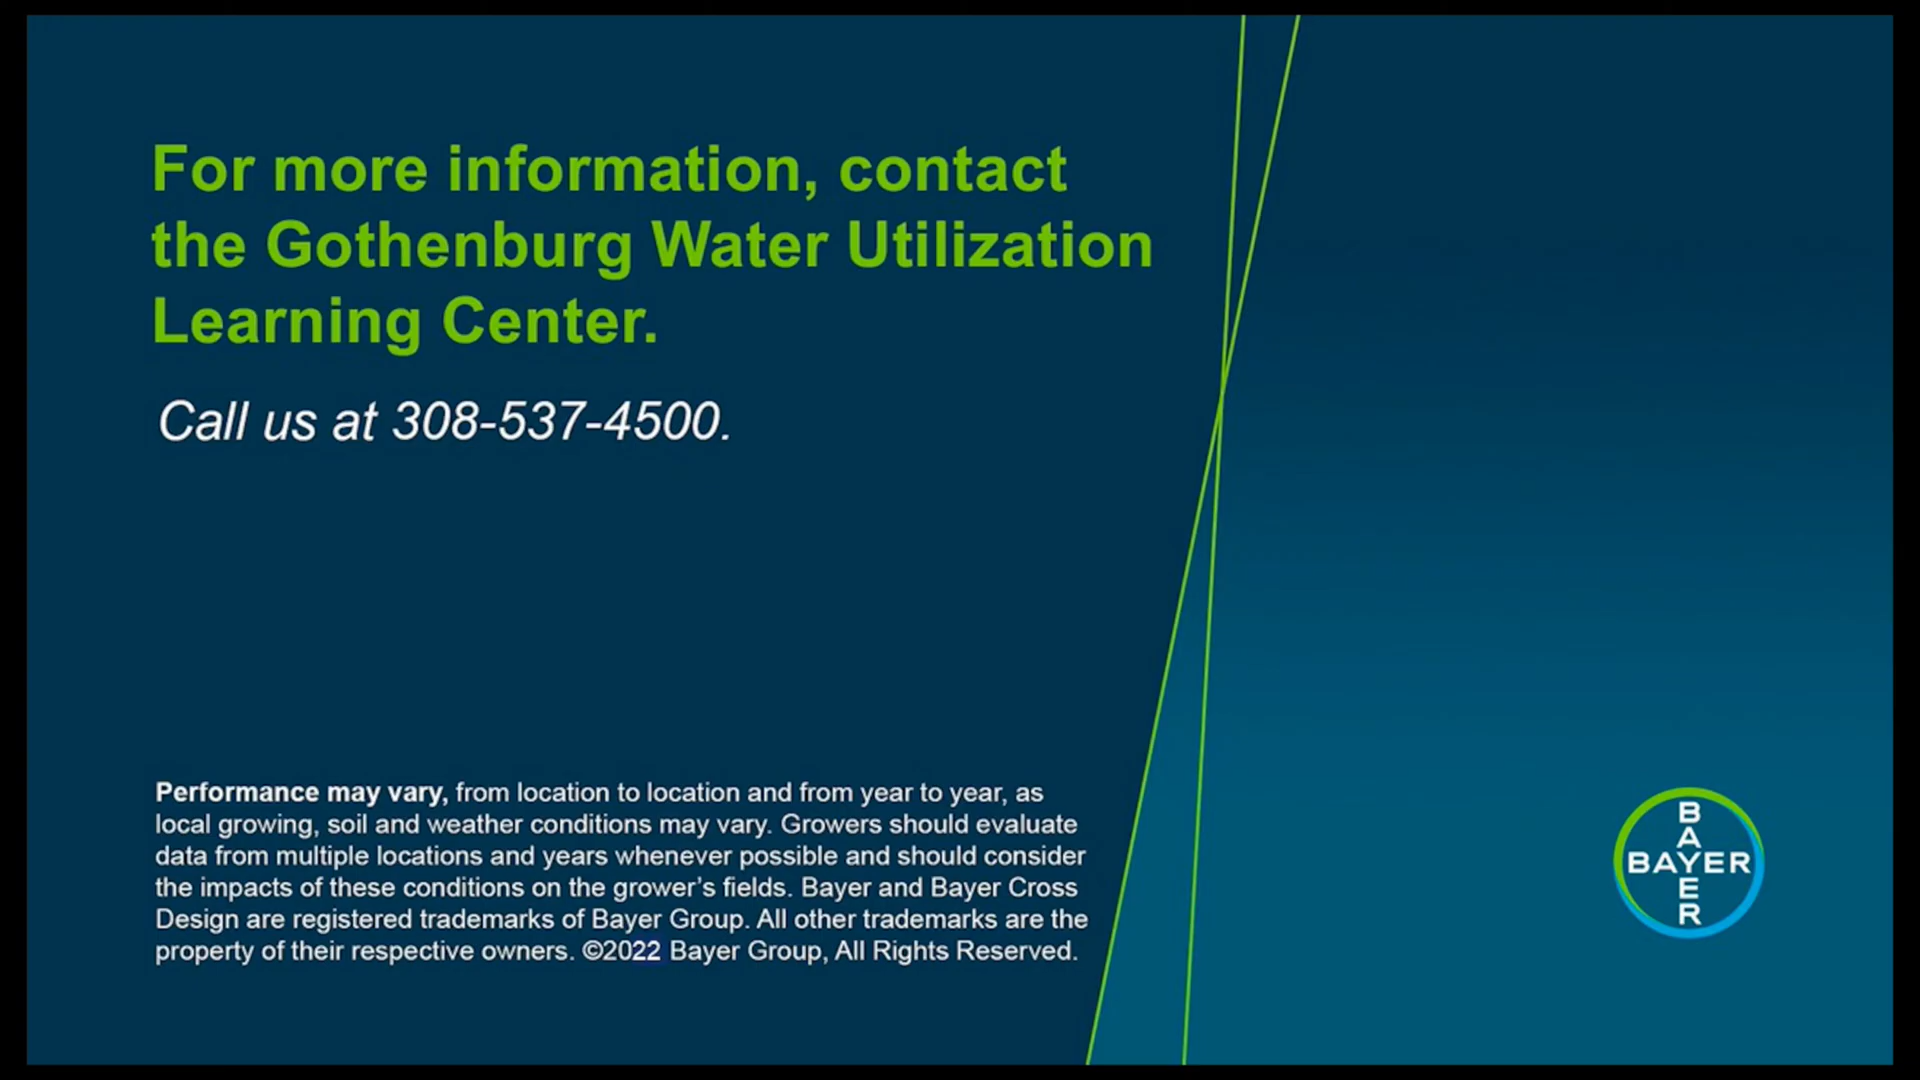 For more information, contact
the Gothenburg Water Utilization
Learning Center.
Call us at 308-537-4500.
Performance may vary, from location to location and from year to year, as
local growing, soil and weather conditions may vary. Growers should evaluate
data from multiple locations and years whenever possible and should consider
the impacts of these conditions on the grower’s fields. Bayer and Bayer Cross
Design are registered trademarks of Bayer Group. All other trademarks are the
property of their respective owners. ©2022 Bayer Group, All Rights Reserved.
BAYER
BAYER